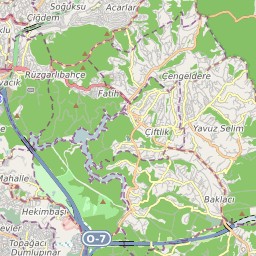 Soğuksu
Acarlar
Çiğdem
Rüzgarlıbahçe
Çengeldere
Fatih
Çiftlik
Yavuz Selim
Mahalle
Hekimbaşı
Baklacı
O-7
Topağacı
Dumlupınar